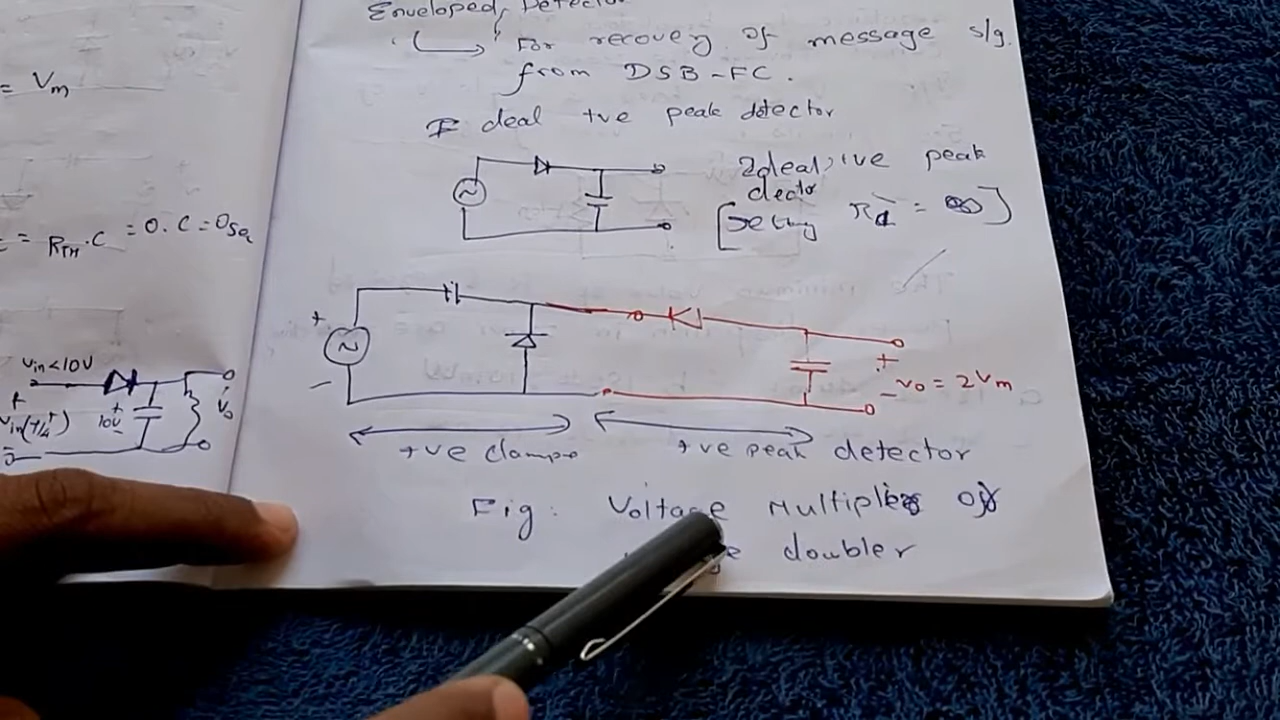 = Vm
= RTH.C = 0.C = 0sec
Vin<10V
+
10V
Vo
Enveloped, Detector
For recovery of message s/g.
from DSB-FC.
Ideal +ve peak detector
Ideal +ve peak
dector
[ Rd = ∞ ]
+
~
-
+
- vo = 2Vm
+ve clampe
+ve peak detector
Fig: Voltage Multiplier or
doubler